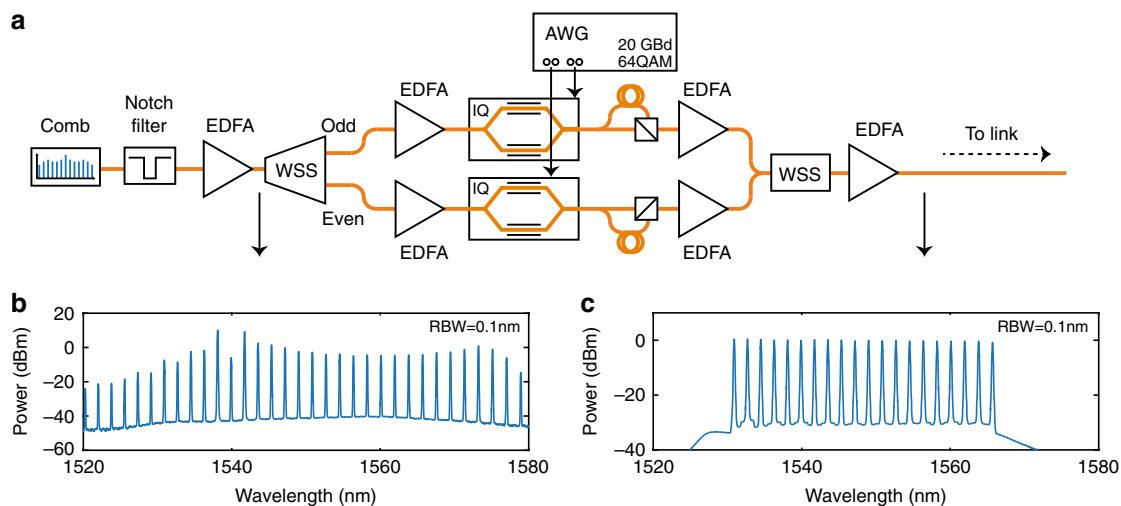 a
AWG
20 GBd
64QAM
Comb
Notch
filter
EDFA
WSS
Odd
Even
EDFA
IQ
EDFA
EDFA
IQ
EDFA
WSS
EDFA
To link
b
Power (dBm)
20
0
−20
−40
−60
RBW=0.1nm
1520
1540
1560
1580
Wavelength (nm)
c
Power (dBm)
0
−20
−40
RBW=0.1nm
1520
1540
1560
1580
Wavelength (nm)